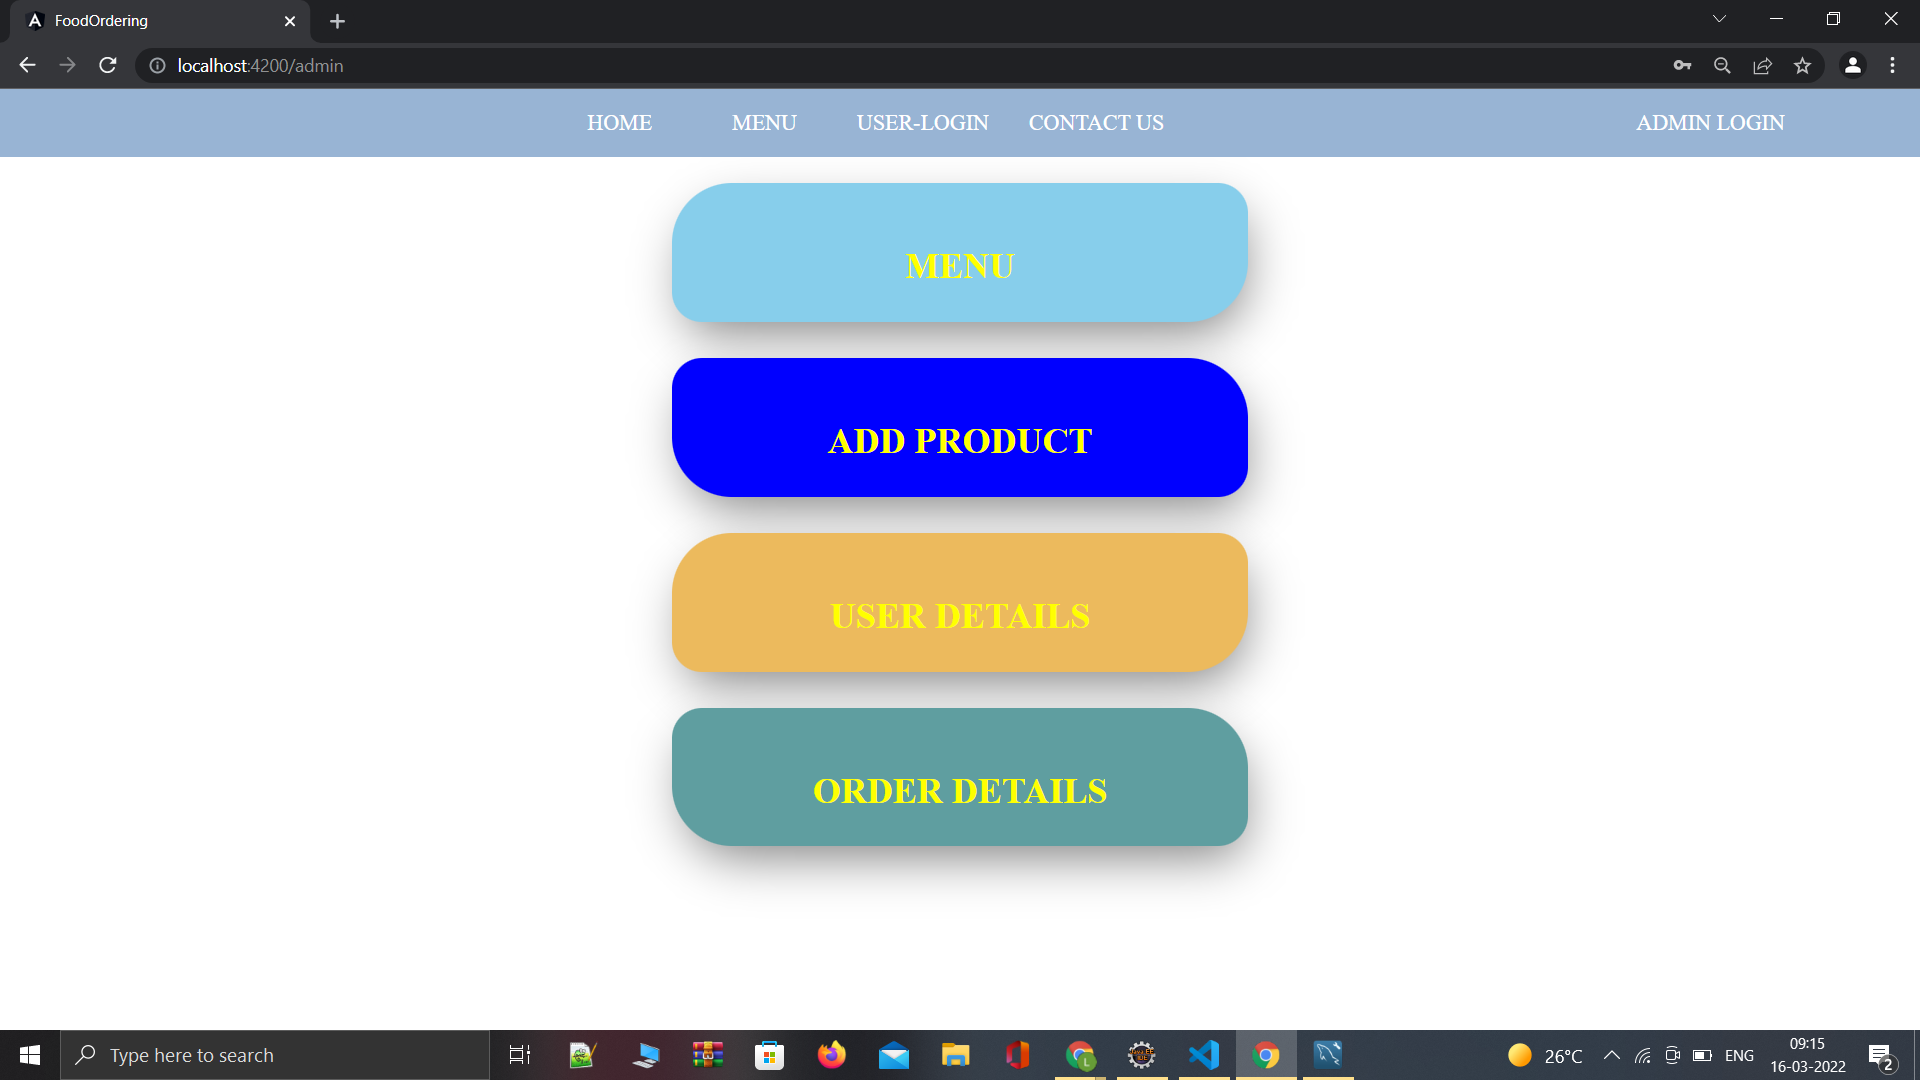 FoodOrdering
localhost:4200/admin
HOME MENU USER-LOGIN CONTACT US ADMIN LOGIN
MENU
ADD PRODUCT
USER DETAILS
ORDER DETAILS
Type here to search
26°C
ENG
09:15
16-03-2022
2